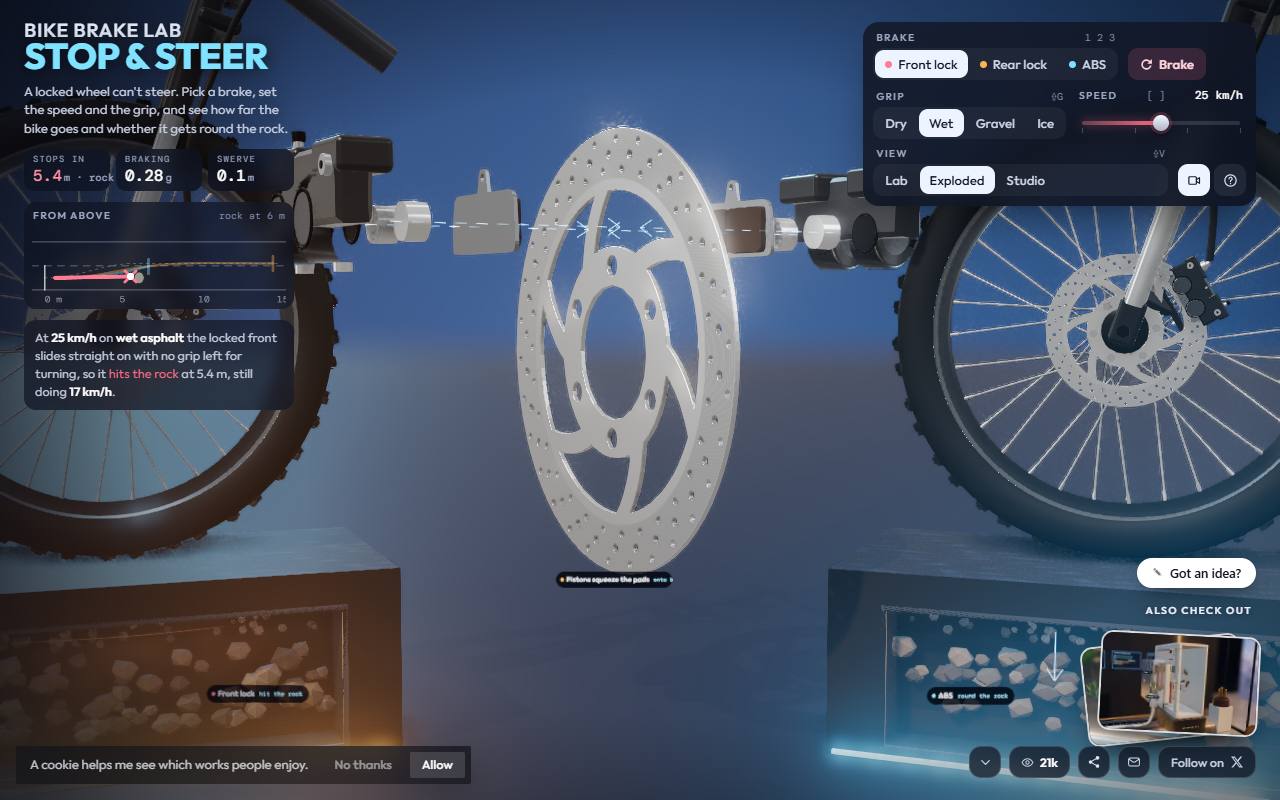 BIKE BRAKE LAB
STOP & STEER
A locked wheel can't steer. Pick a brake, set
the speed and the grip, and see how far the
bike goes and whether it gets round the rock.
STOPS IN
5.4 m · rock
BRAKING
0.28 g
SWERVE
0.1 m
FROM ABOVE
rock at 6 m
0 m 5 10 15
At 25 km/h on wet asphalt the locked front
slides straight on with no grip left for
turning, so it hits the rock at 5.4 m, still
doing 17 km/h.
BRAKE 1 2 3
Front lock Rear lock ABS Brake
GRIP G SPEED [ ] 25 km/h
Dry Wet Gravel Ice
VIEW V
Lab Exploded Studio
Pistons squeeze the pads onto
Front lock hit the rock
ABS round the rock
Got an idea?
ALSO CHECK OUT
A cookie helps me see which works people enjoy. No thanks Allow
21k
Follow on X